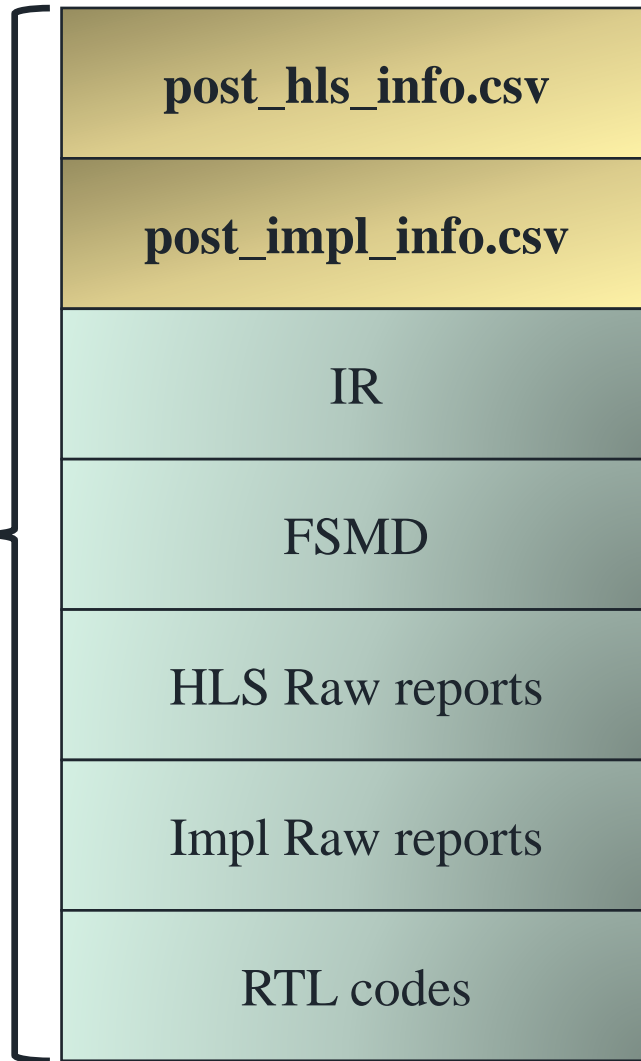 post_hls_info.csv
post_impl_info.csv
IR
FSMD
HLS Raw reports
Impl Raw reports
RTL codes